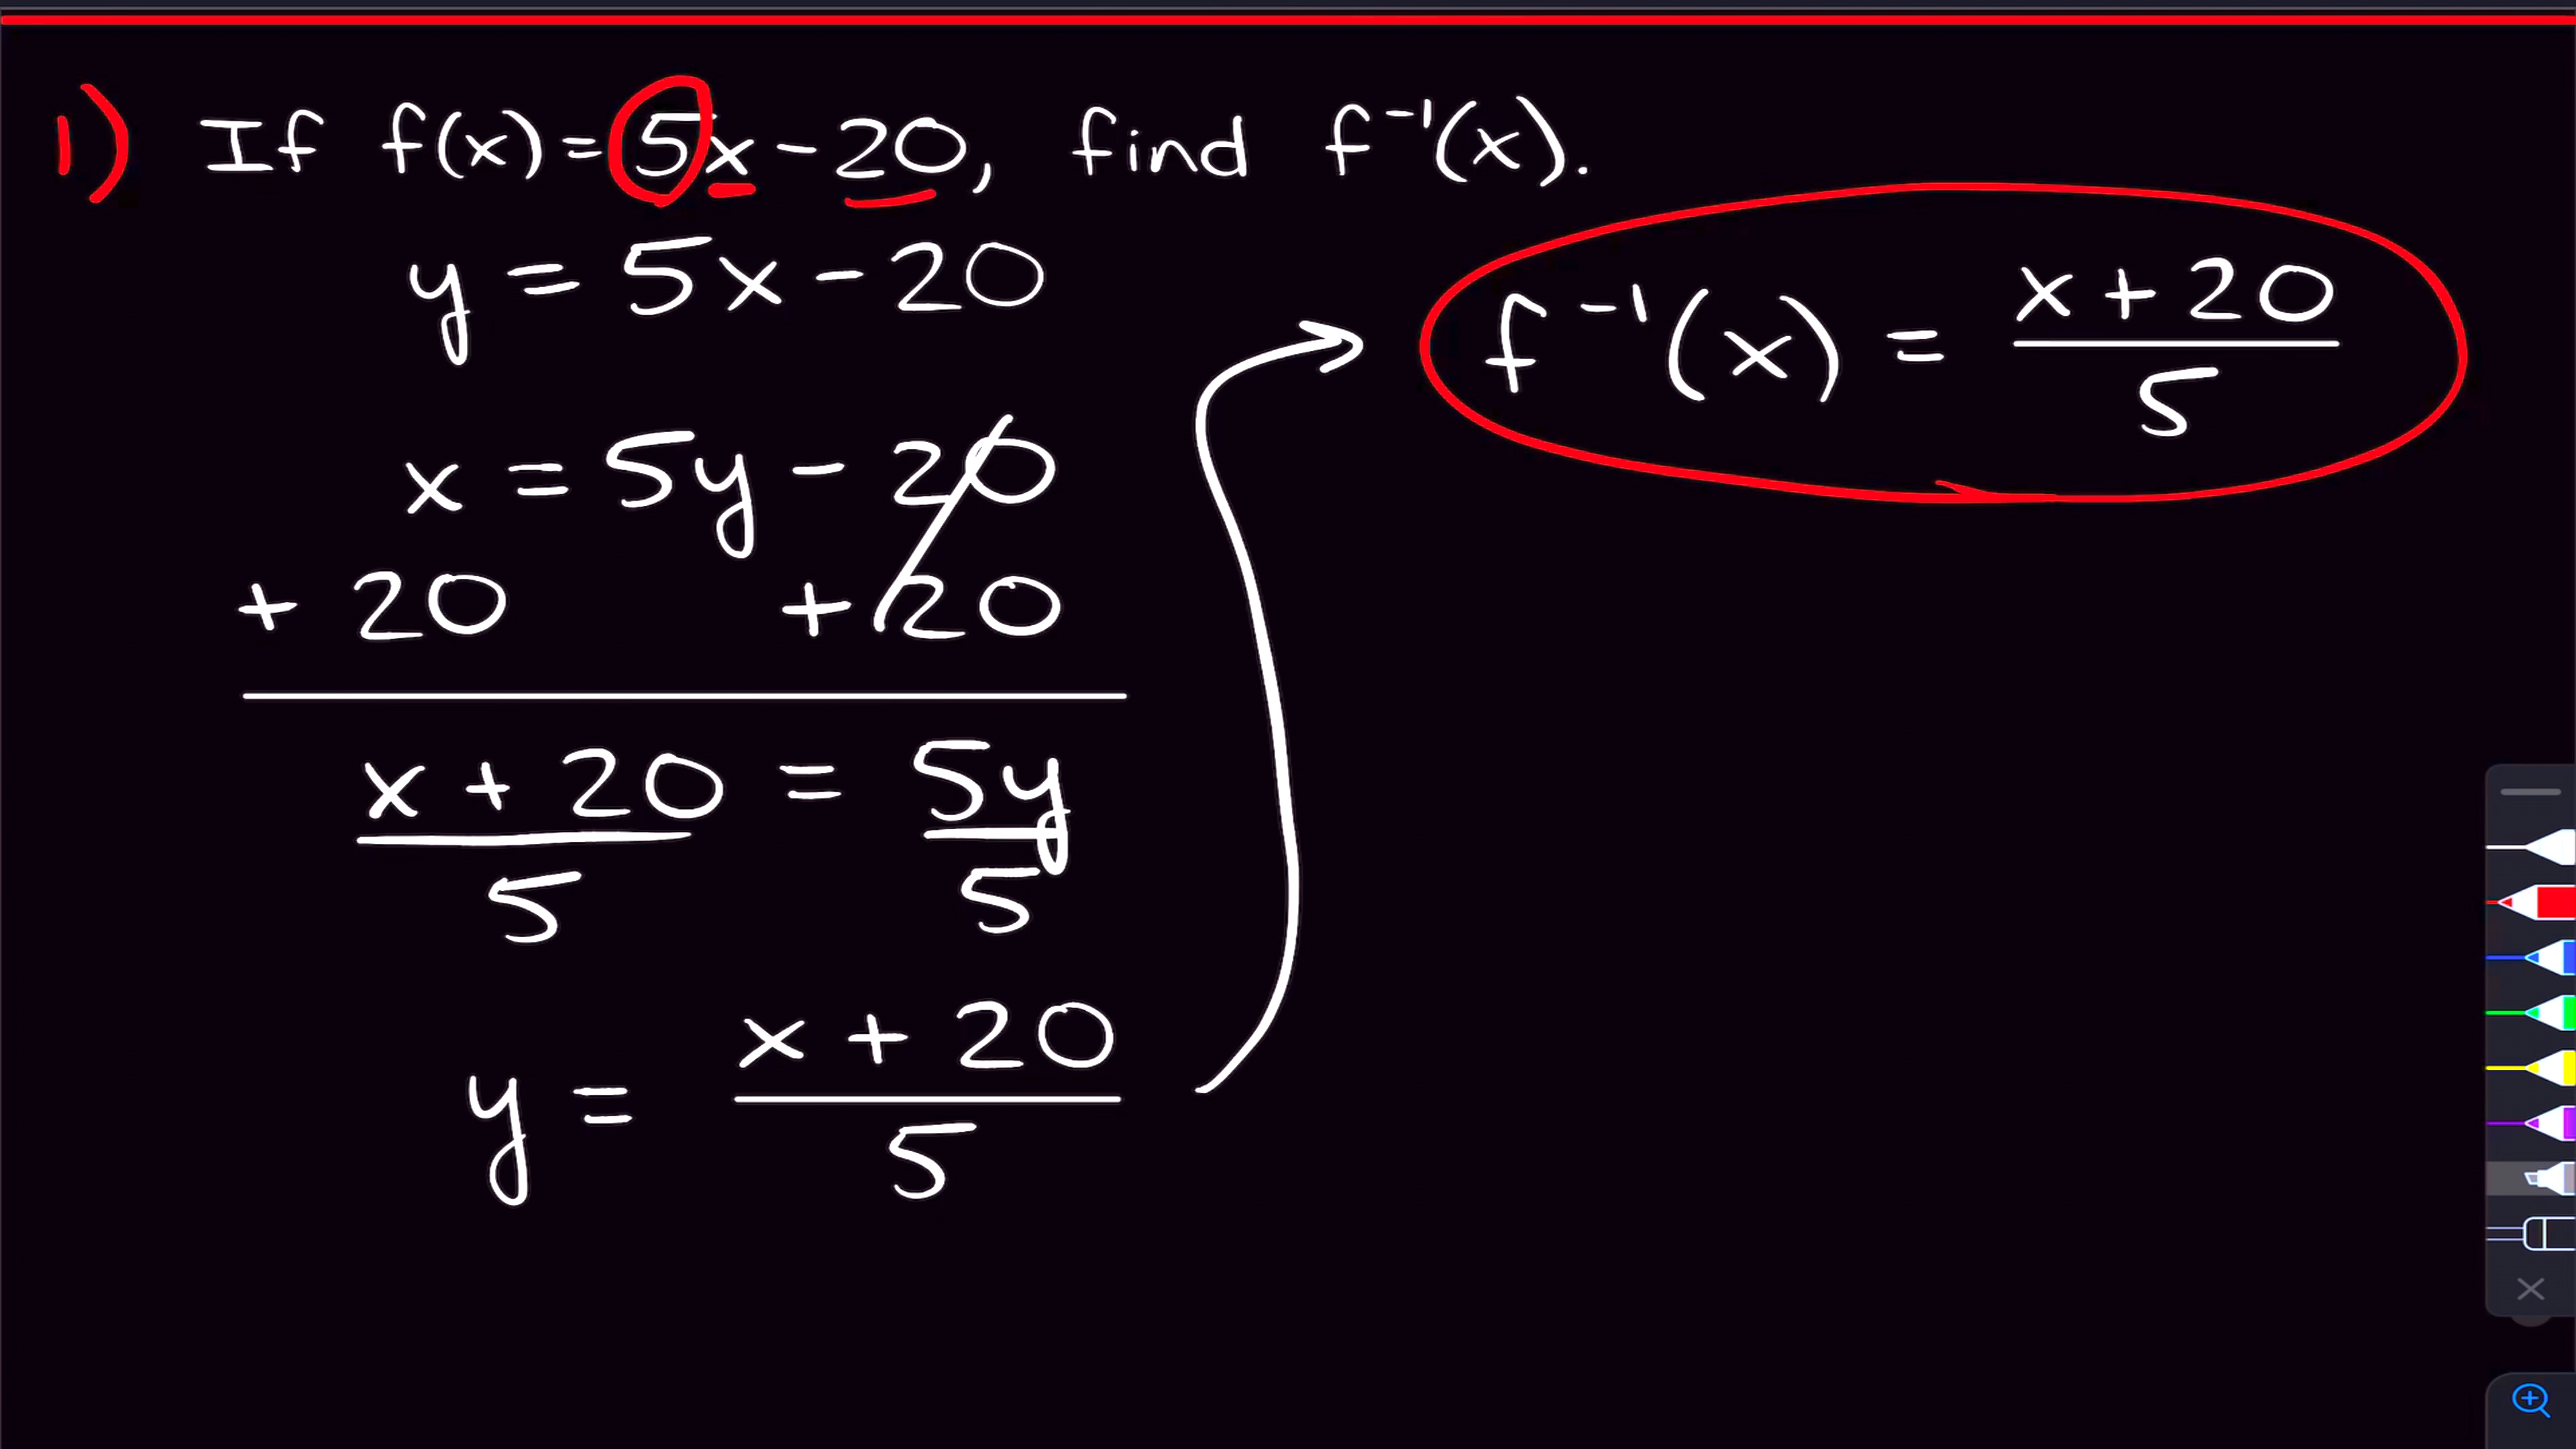 1) If f(x) = 5x - 20, find f⁻¹(x).
y = 5x - 20
x = 5y - 20
+ 20 + 20
x + 20 = 5y
5 5
y = x + 20
5
f⁻¹(x) = x + 20
5